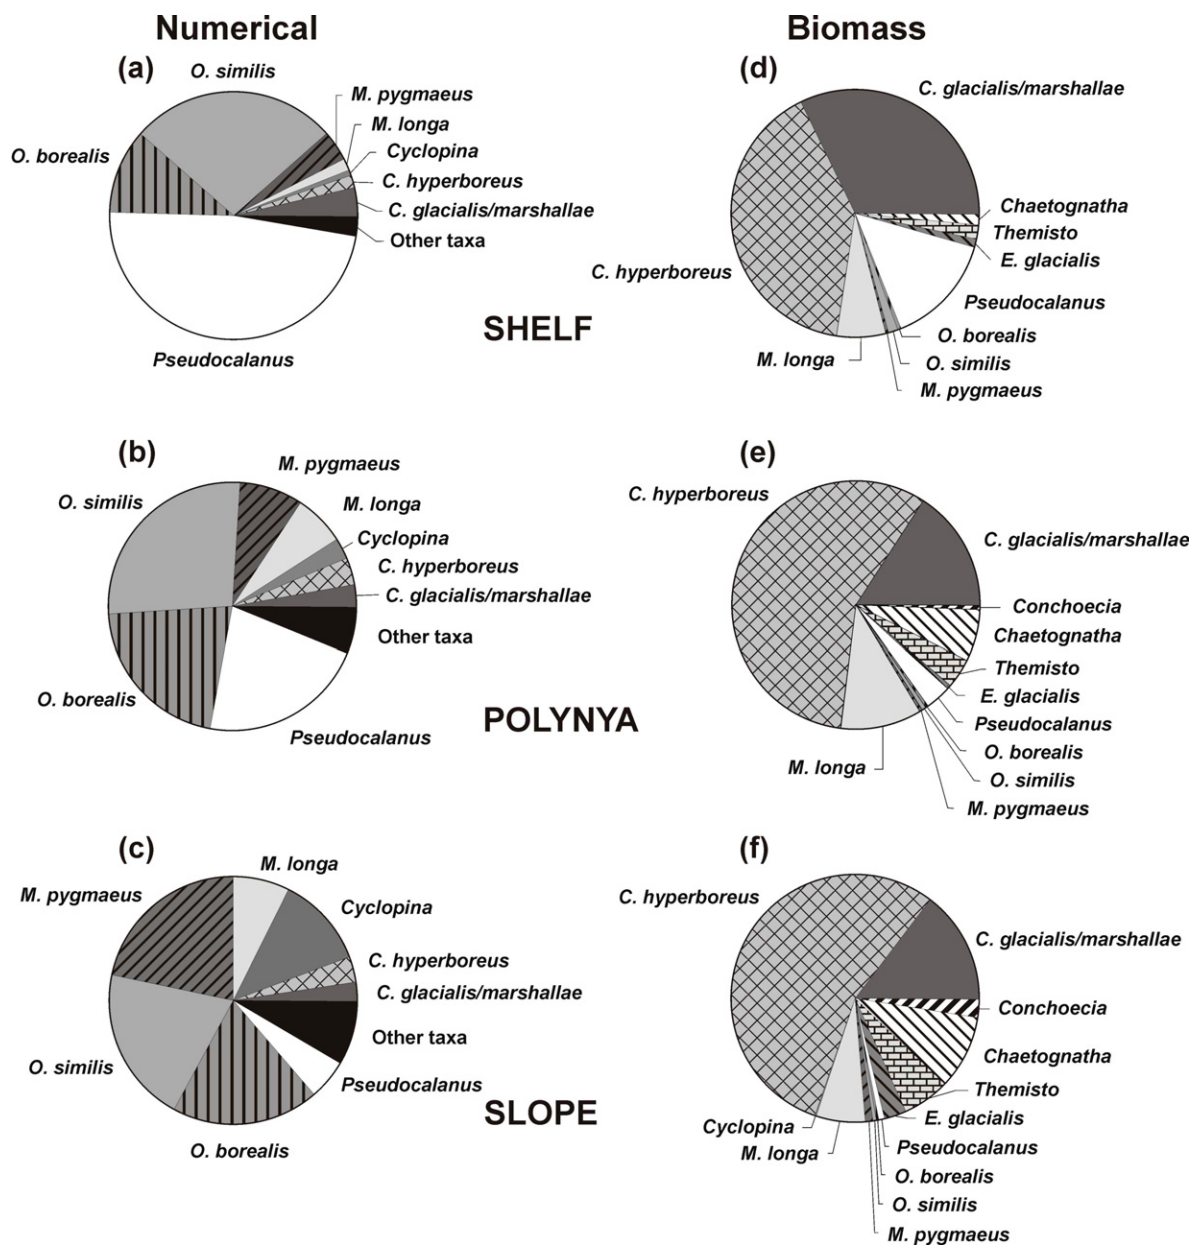 Numerical
Biomass
(a)
O. similis
M. pygmaeus
M. longa
Cyclopina
C. hyperboreus
C. glacialis/marshallae
Other taxa
O. borealis
Pseudocalanus
(d)
C. glacialis/marshallae
Chaetognatha
Themisto
E. glacialis
Pseudocalanus
O. borealis
O. similis
M. pygmaeus
M. longa
C. hyperboreus
SHELF
(b)
M. pygmaeus
O. similis
M. longa
Cyclopina
C. hyperboreus
C. glacialis/marshallae
Other taxa
O. borealis
Pseudocalanus
(e)
C. hyperboreus
C. glacialis/marshallae
Conchoecia
Chaetognatha
Themisto
E. glacialis
Pseudocalanus
O. borealis
O. similis
M. pygmaeus
M. longa
POLYNYA
(c)
M. longa
M. pygmaeus
Cyclopina
C. hyperboreus
C. glacialis/marshallae
Other taxa
Pseudocalanus
O. similis
O. borealis
(f)
C. hyperboreus
C. glacialis/marshallae
Conchoecia
Chaetognatha
Themisto
E. glacialis
Pseudocalanus
O. borealis
O. similis
M. pygmaeus
Cyclopina
M. longa
SLOPE